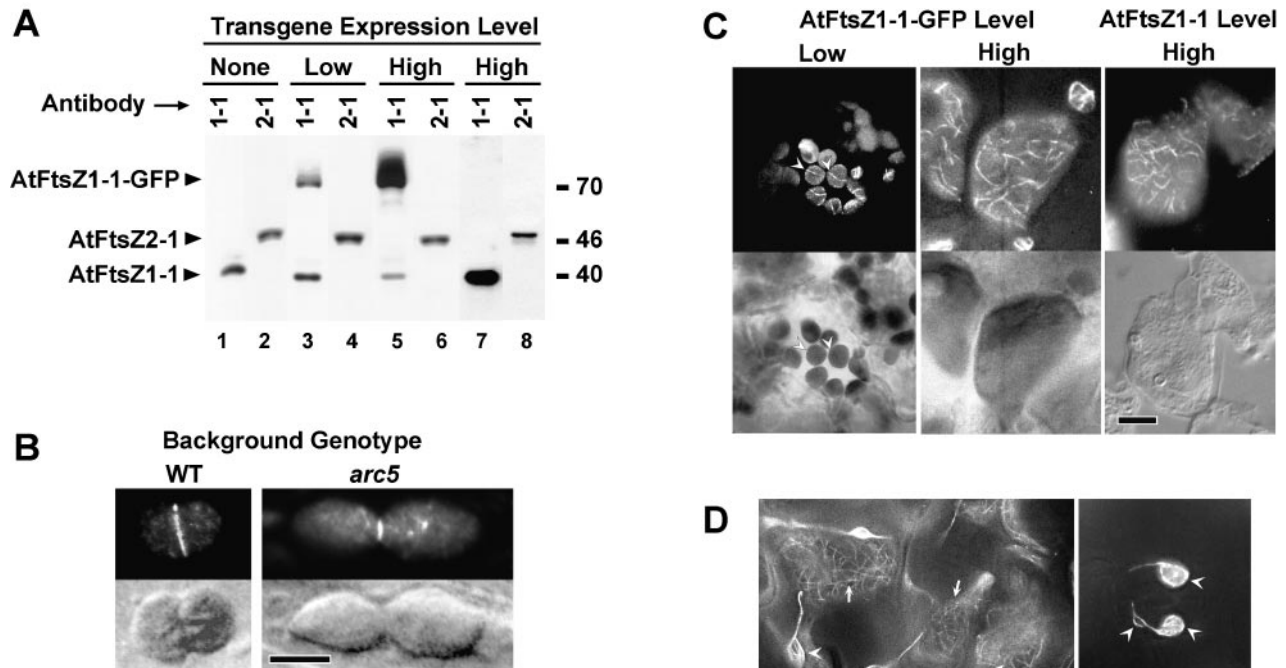 A
Transgene Expression Level
None Low High High
Antibody
1-1 2-1 1-1 2-1 1-1 2-1 1-1 2-1
AtFtsZ1-1-GFP
70
AtFtsZ2-1
46
AtFtsZ1-1
40
1 2 3 4 5 6 7 8
B
Background Genotype
WT arc5
C
AtFtsZ1-1-GFP Level AtFtsZ1-1 Level
Low High High
D